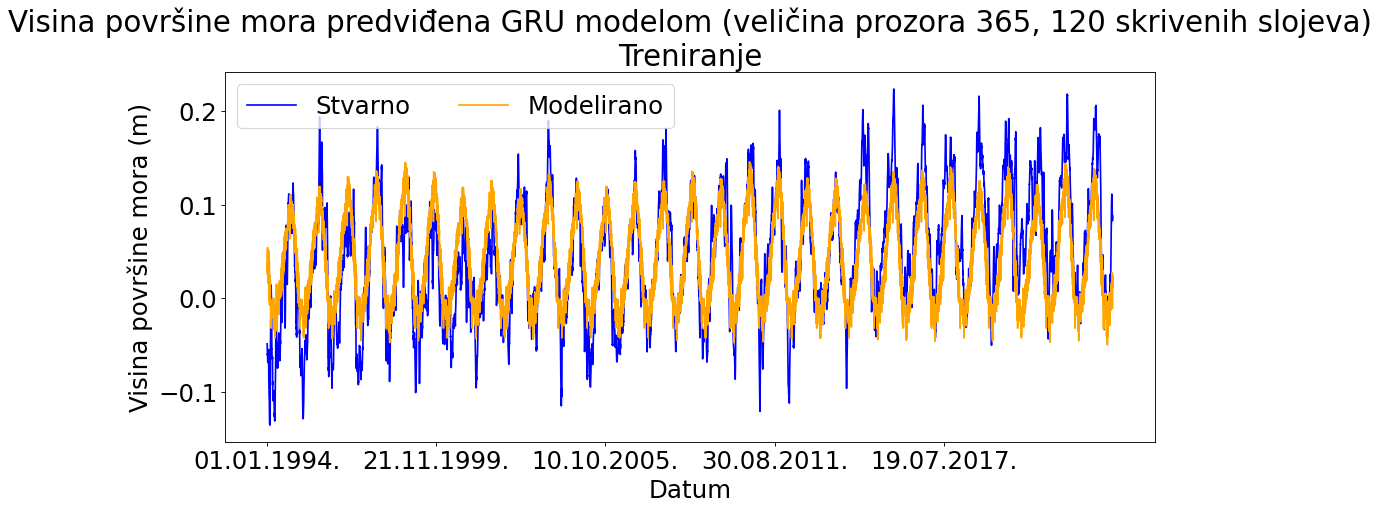 Visina površine mora predviđena GRU modelom (veličina prozora 365, 120 skrivenih slojeva)
Treniranje
Stvarno
Modelirano
Visina površine mora (m)
0.2
0.1
0.0
−0.1
01.01.1994.
21.11.1999.
10.10.2005.
30.08.2011.
19.07.2017.
Datum